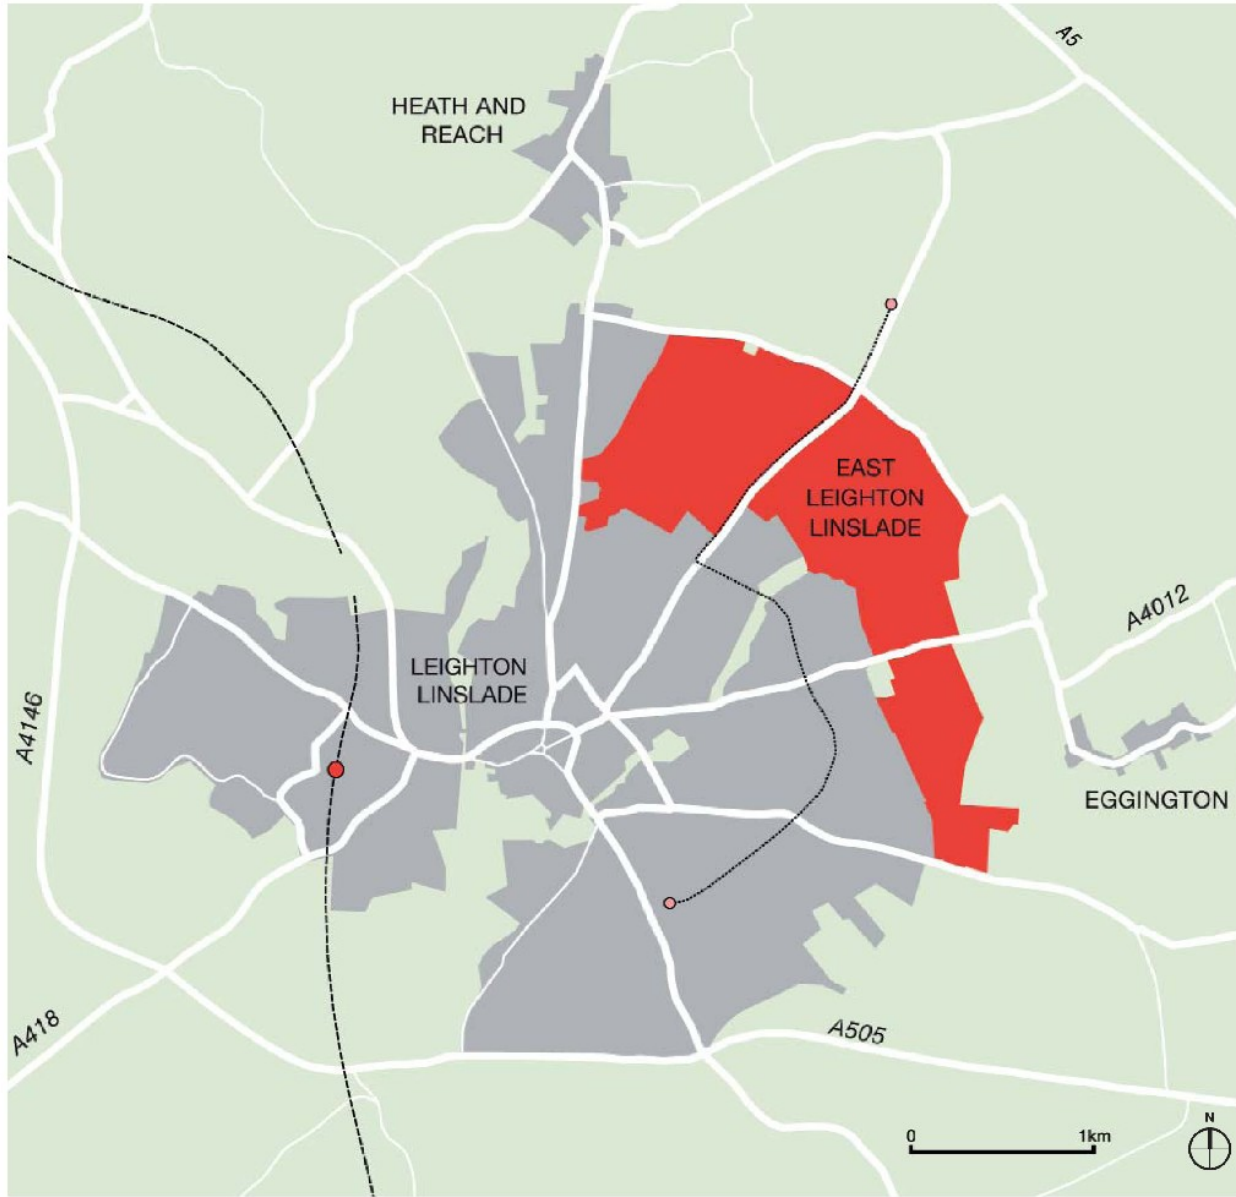 A5
HEATH AND
REACH
EAST
LEIGHTON
LINSLADE
A4012
LEIGHTON
LINSLADE
A4146
EGGINGTON
A418
A505
0 1km
N